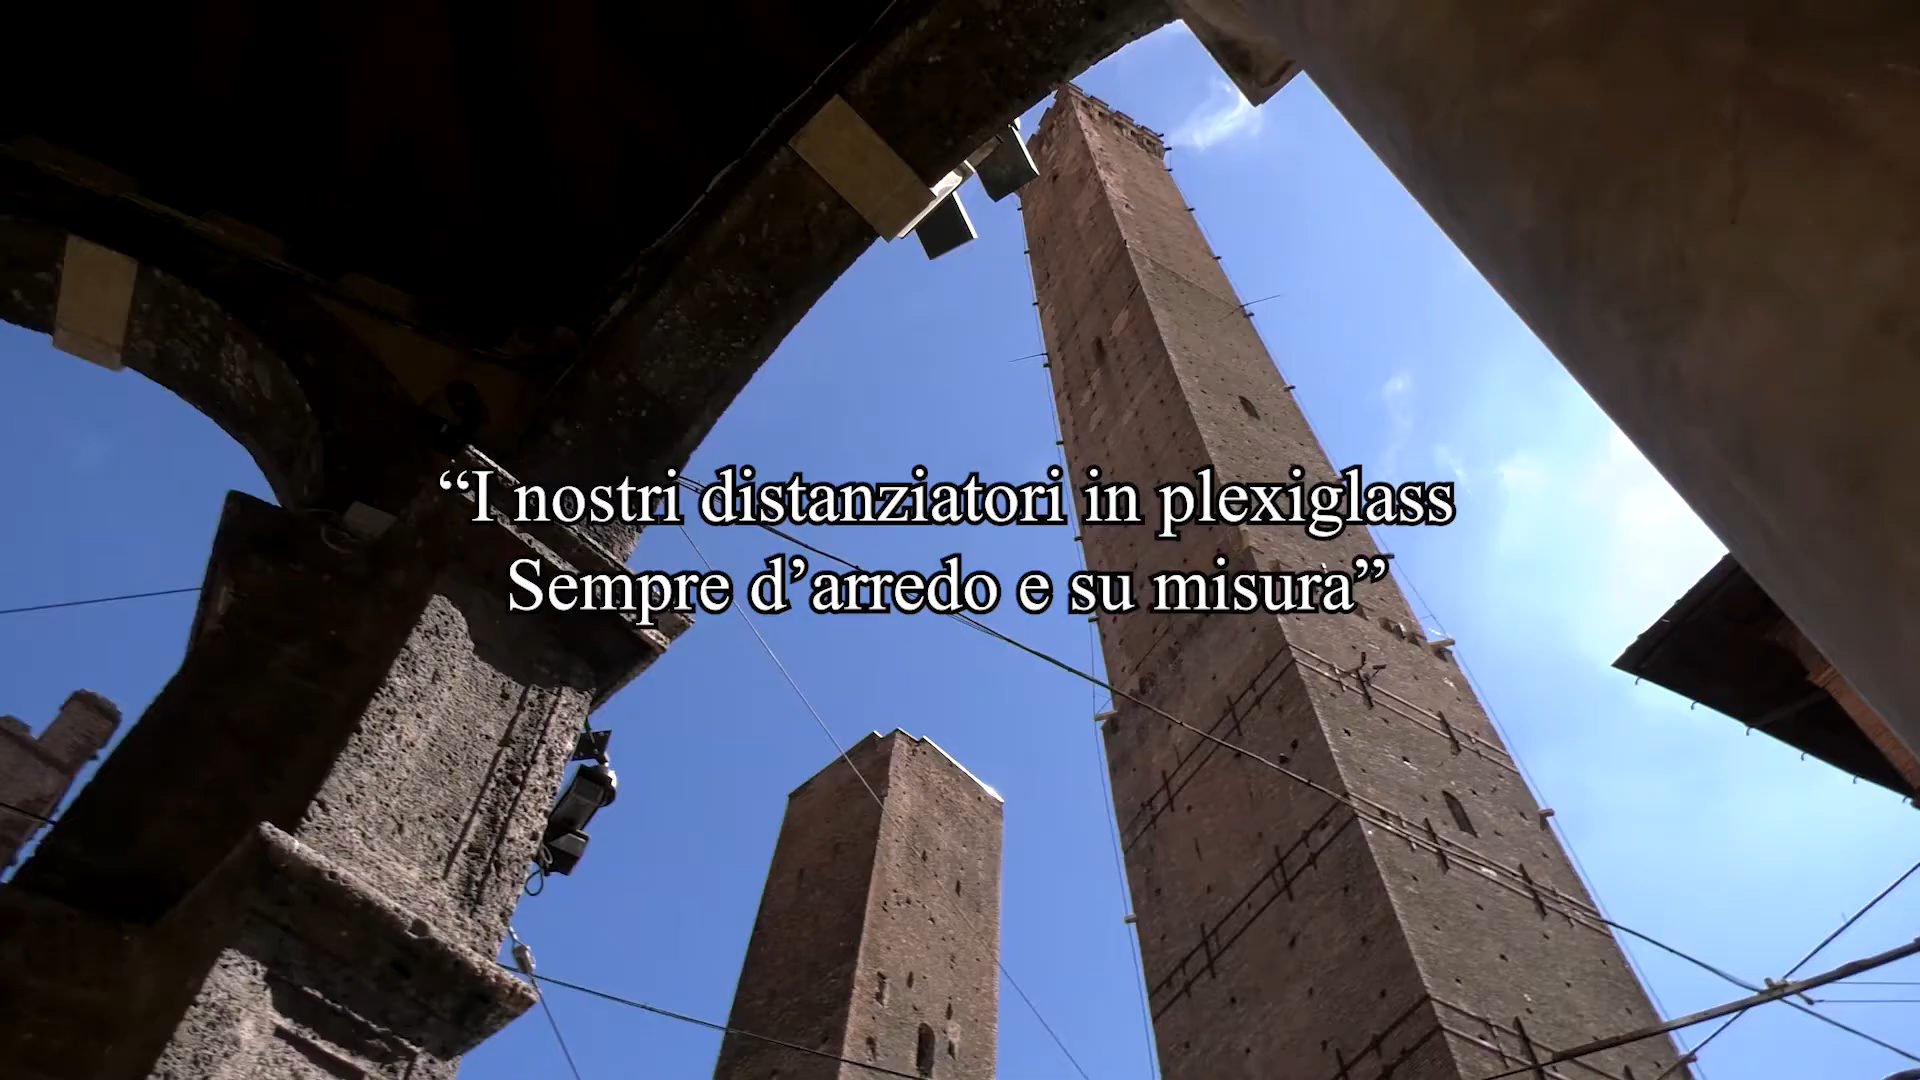 “I nostri distanziatori in plexiglass
Sempre d’arredo e su misura”